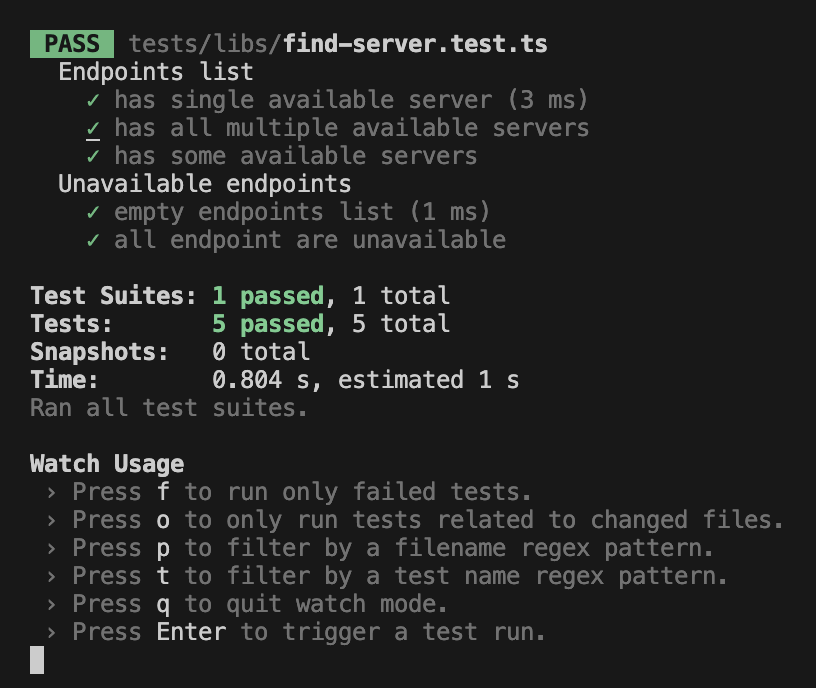 PASS tests/libs/find-server.test.ts
Endpoints list
✓ has single available server (3 ms)
✓ has all multiple available servers
✓ has some available servers
Unavailable endpoints
✓ empty endpoints list (1 ms)
✓ all endpoint are unavailable
Test Suites: 1 passed, 1 total
Tests: 5 passed, 5 total
Snapshots: 0 total
Time: 0.804 s, estimated 1 s
Ran all test suites.
Watch Usage
› Press f to run only failed tests.
› Press o to only run tests related to changed files.
› Press p to filter by a filename regex pattern.
› Press t to filter by a test name regex pattern.
› Press q to quit watch mode.
› Press Enter to trigger a test run.